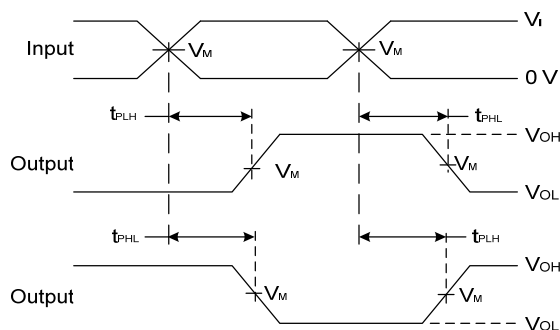 Input
VM
VM
VI
0 V
tPLH
tPHL
Output
VM
VM
VOH
VOL
tPHL
tPLH
Output
VM
VM
VOH
VOL